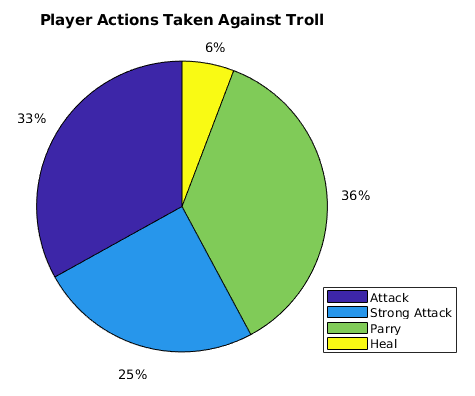 Player Actions Taken Against Troll
6%
33%
36%
25%
Attack
Strong Attack
Parry
Heal